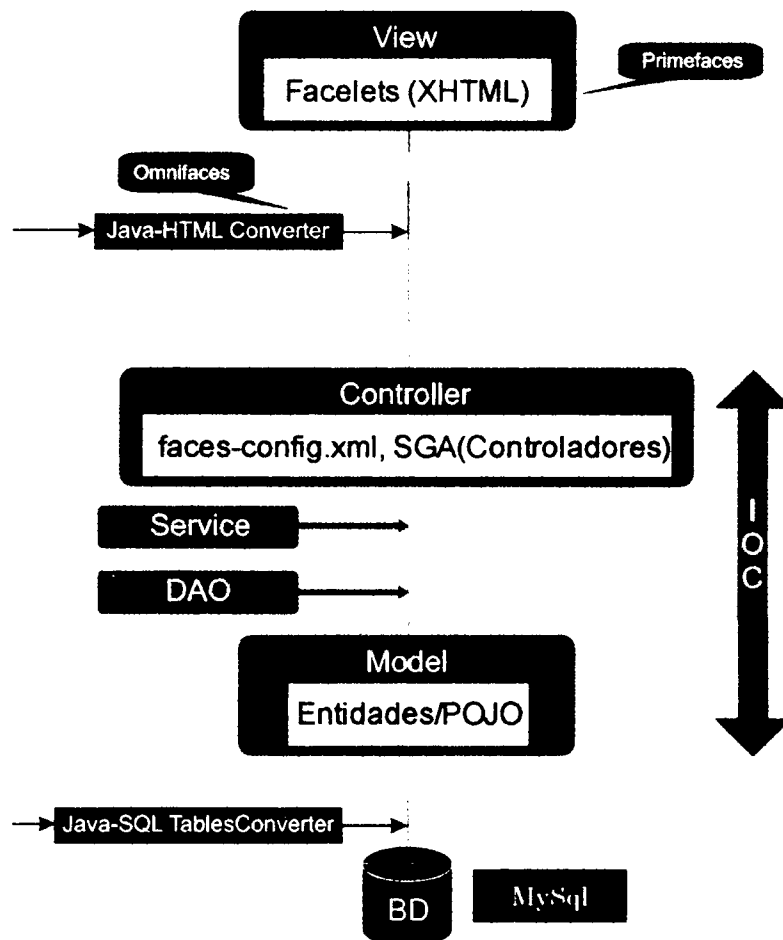 View
Facelets (XHTML)
Primefaces
Omnifaces
Java-HTML Converter
Controller
faces-config.xml, SGA(Controladores)
Service
DAO
IOC
Model
Entidades/POJO
Java-SQL TablesConverter
BD
MySql